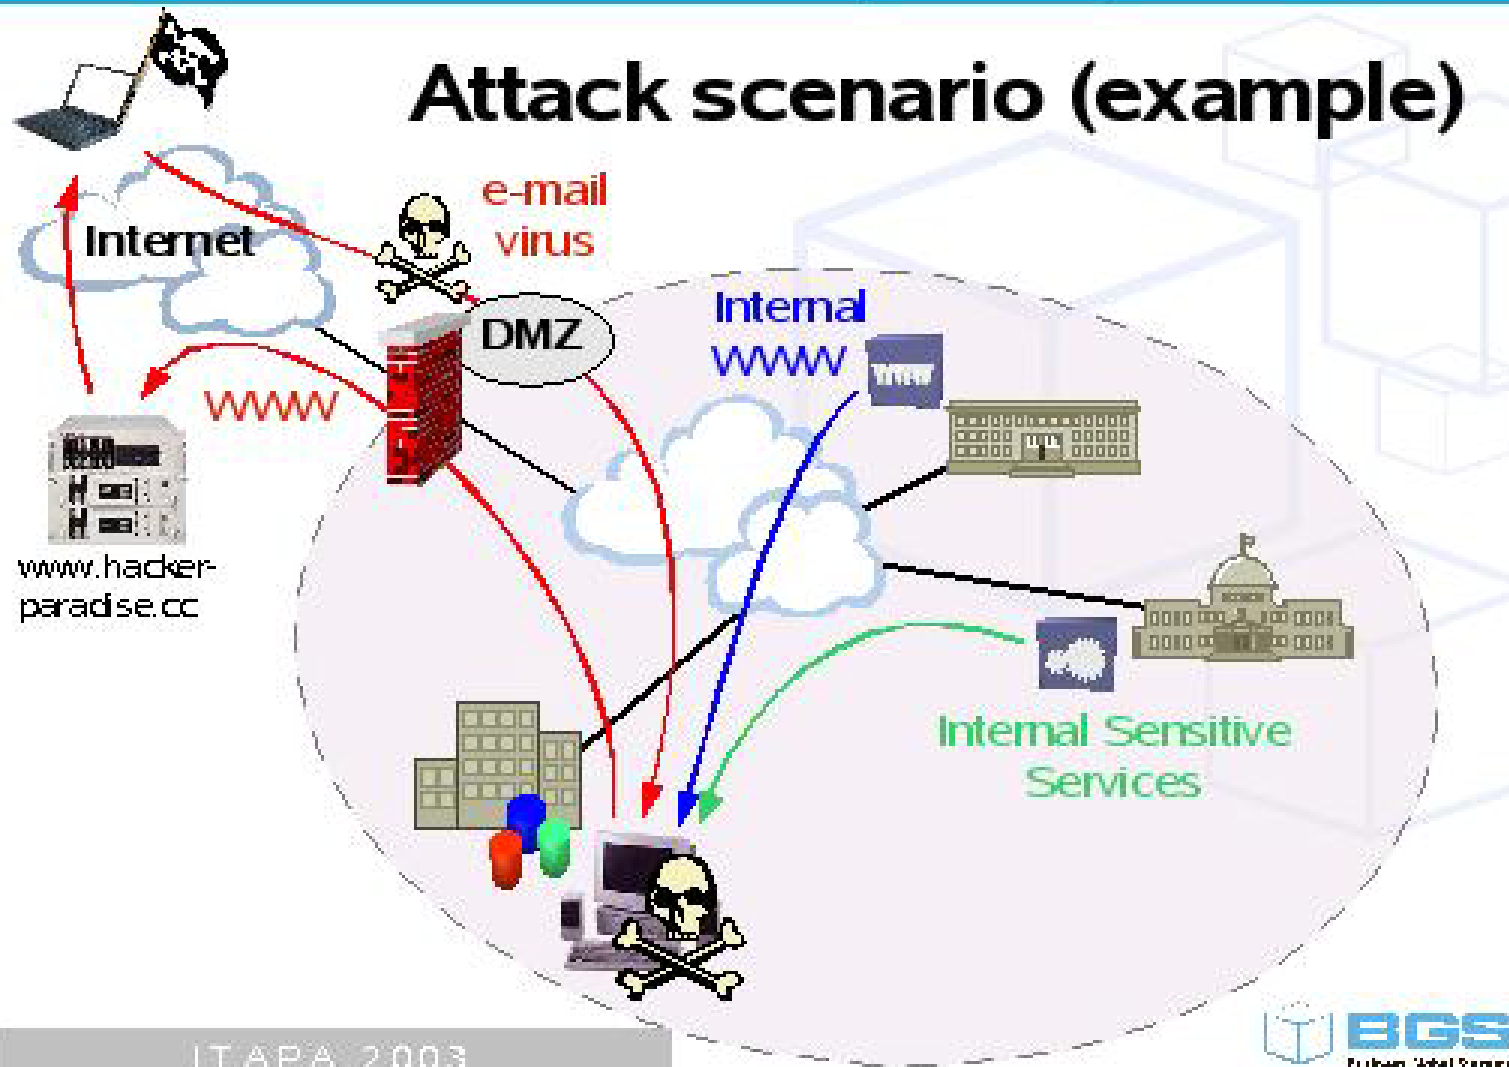 Attack scenario (example)
e-mail
virus
Internet
DMZ
Internal
WWW
WWW
WWW
www.hacker-
paradise.cc
Internal Sensitive
Services
ITAPA 2003
BGS